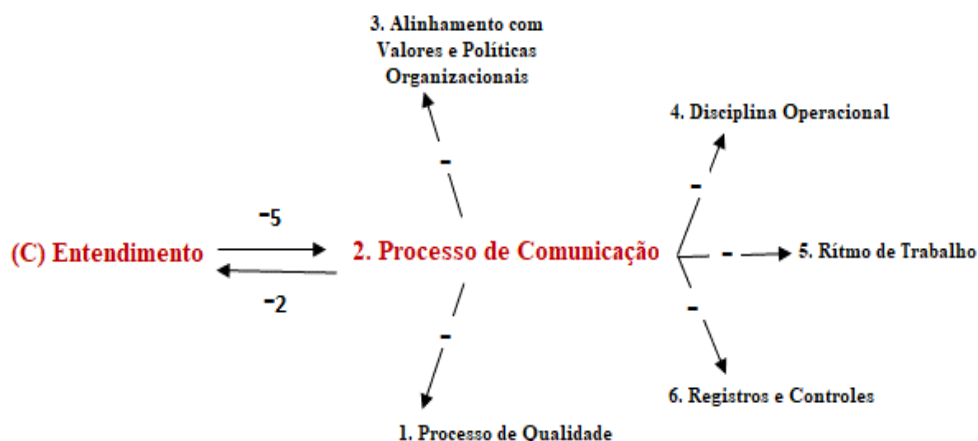 3. Alinhamento com
Valores e Políticas
Organizacionais
4. Disciplina Operacional
-
-
-5
(C) Entendimento
2. Processo de Comunicação
-
5. Rítmo de Trabalho
-2
-
-
6. Registros e Controles
1. Processo de Qualidade